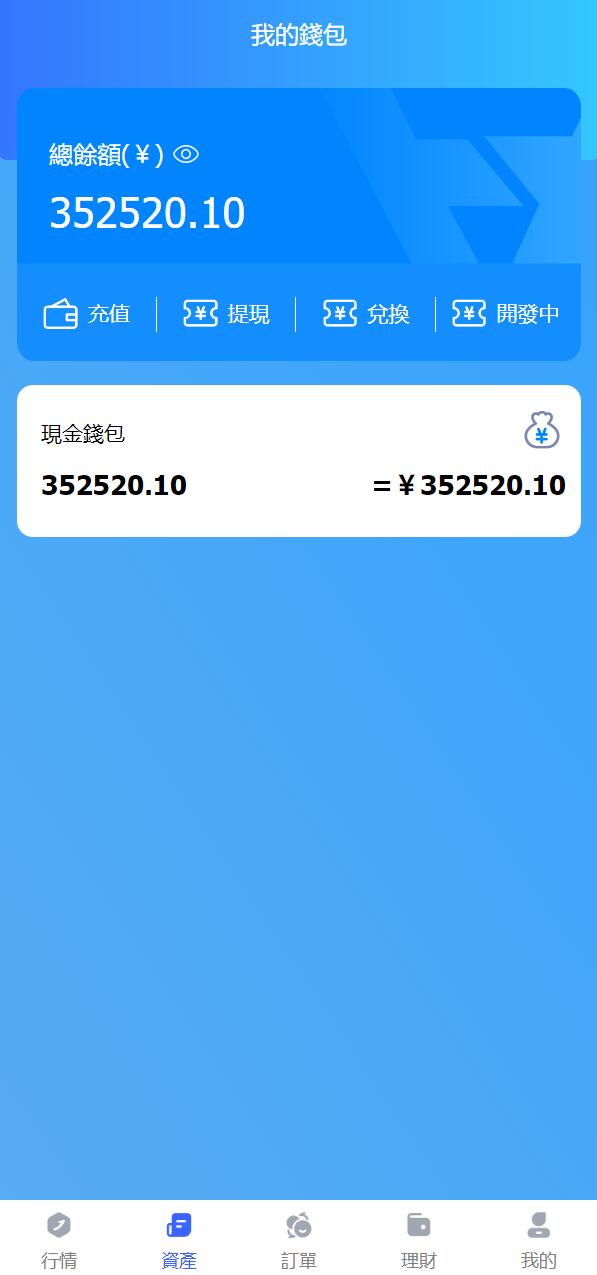 我的錢包
總餘額(￥)
352520.10
充值 提現 兌換 開發中
現金錢包
352520.10 =￥352520.10
行情 資產 訂單 理財 我的